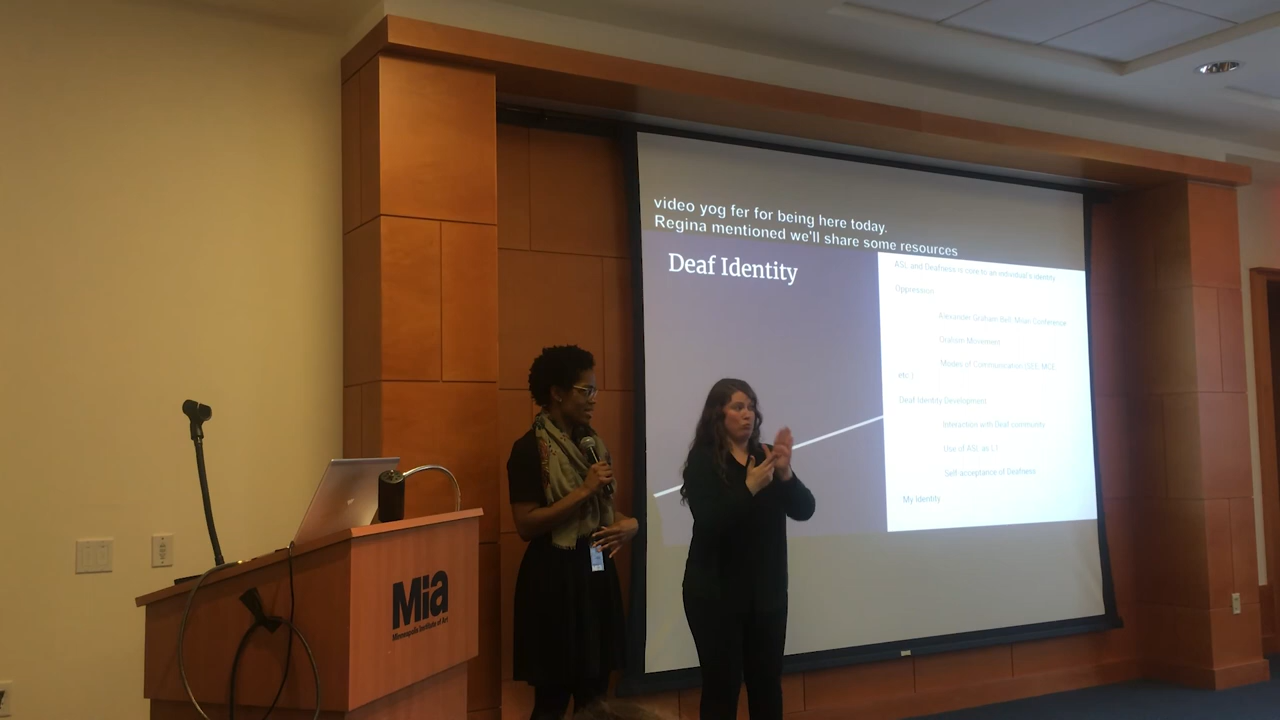 video yog fer for being here today.
Regina mentioned we'll share some resources
Deaf Identity
ASL and Deafness is core to an individual's identity
Oppression
Alexander Graham Bell, Milan Conference
Oralism Movement
Modes of Communication (SEE, MCE
etc.)
Deaf Identity Development
Interaction with Deaf community
Use of ASL as L1
Self acceptance of Deafness
My Identity
Mia
Minneapolis Institute of Art